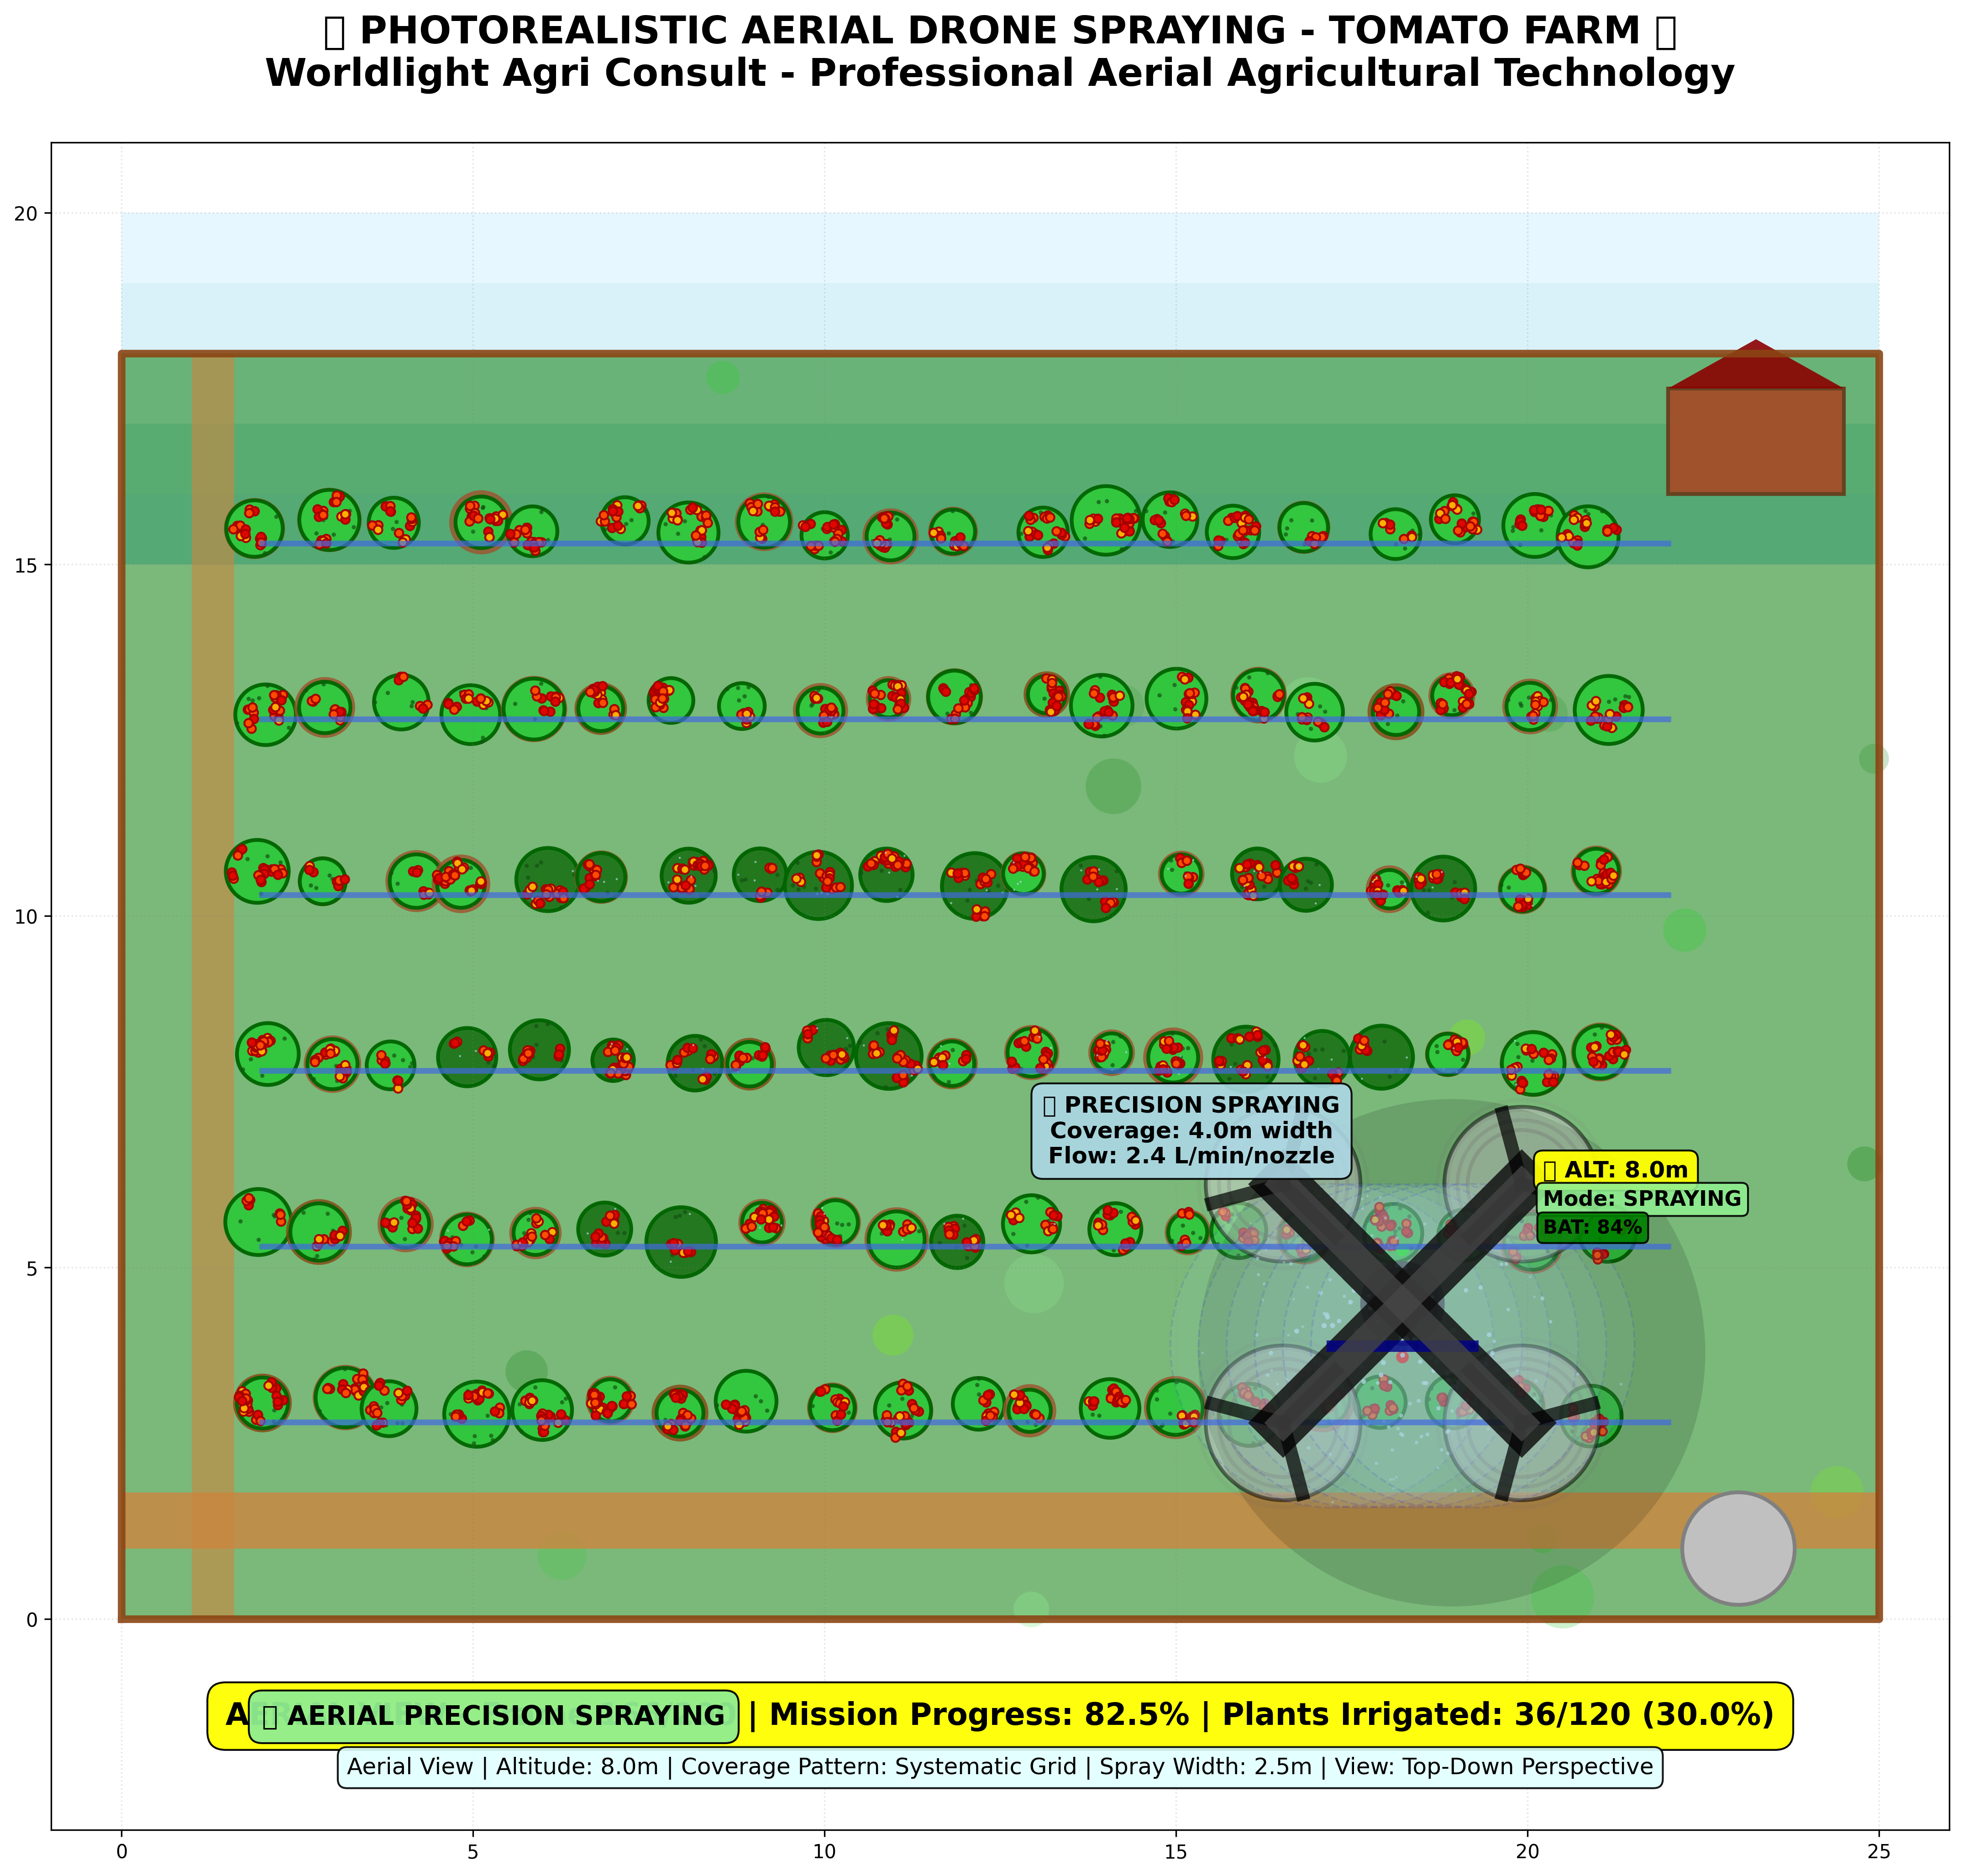 PHOTOREALISTIC AERIAL DRONE SPRAYING - TOMATO FARM
Worldlight Agri Consult - Professional Aerial Agricultural Technology
20
15
10
5
0
PRECISION SPRAYING
Coverage: 4.0m width
Flow: 2.4 L/min/nozzle
ALT: 8.0m
Mode: SPRAYING
BAT: 84%
AERIAL PRECISION SPRAYING
| Mission Progress: 82.5% | Plants Irrigated: 36/120 (30.0%)
Aerial View | Altitude: 8.0m | Coverage Pattern: Systematic Grid | Spray Width: 2.5m | View: Top-Down Perspective
0 5 10 15 20 25